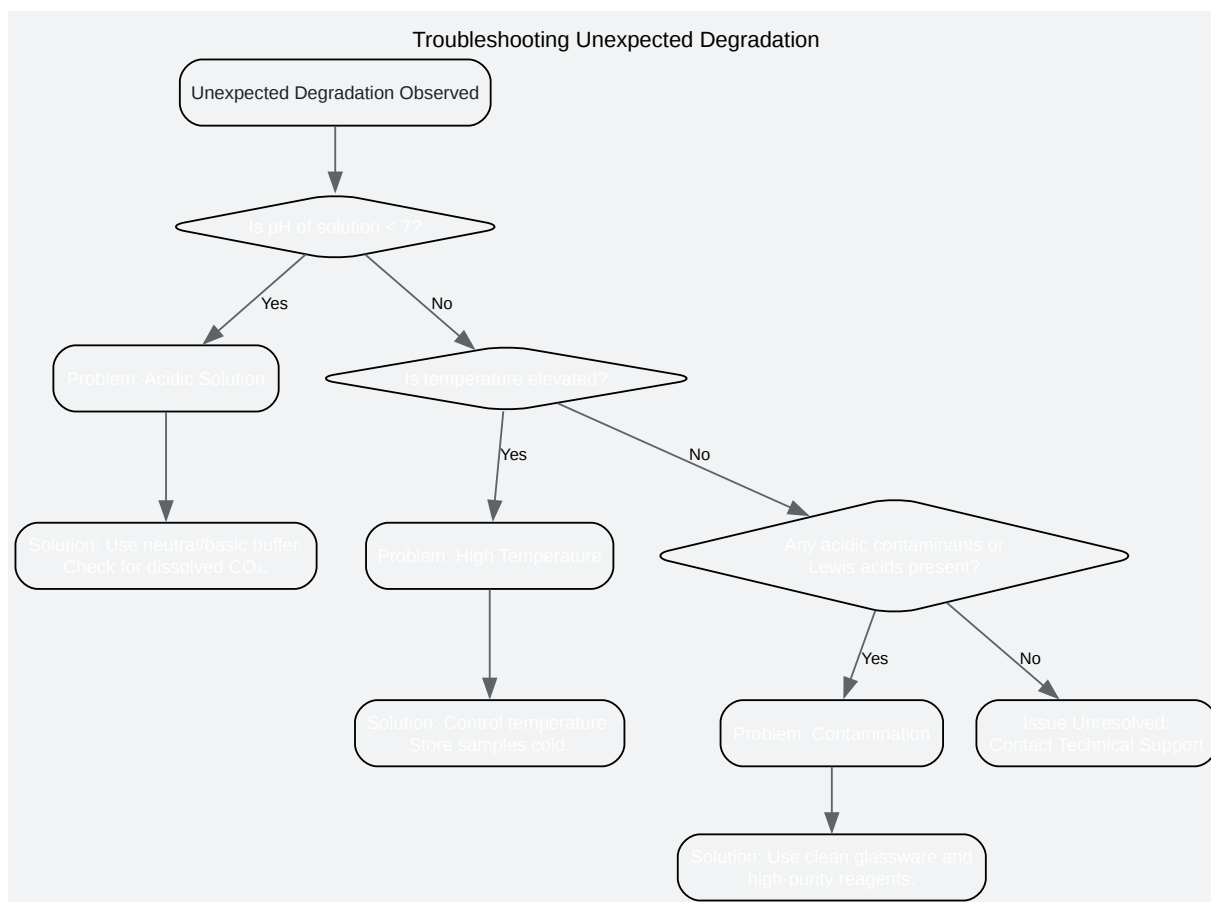 Troubleshooting Unexpected Degradation
Unexpected Degradation Observed
Is pH of solution < 7?
Yes
No
Problem: Acidic Solution
Is temperature elevated?
Yes
No
Solution: Use neutral/basic buffer.
Check for dissolved CO₂.
Problem: High Temperature
Any acidic contaminants or
Lewis acids present?
Yes
No
Solution: Control temperature.
Store samples cold.
Problem: Contamination
Issue Unresolved:
Contact Technical Support
Solution: Use clean glassware and
high-purity reagents.